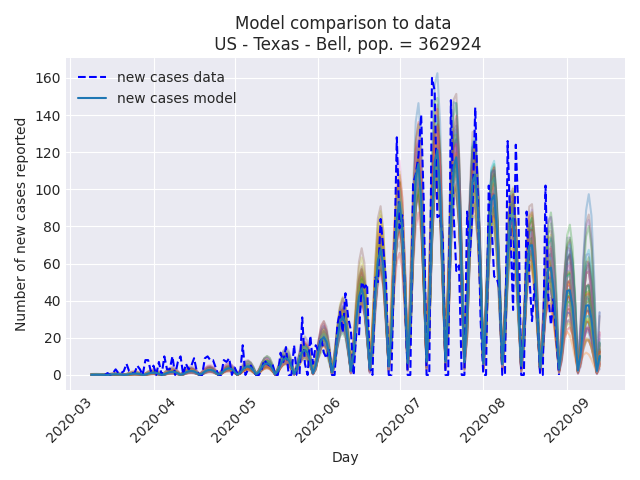 Model comparison to data
US - Texas - Bell, pop. = 362924
new cases data
new cases model
Number of new cases reported
160
140
120
100
80
60
40
20
0
2020-03
2020-04
2020-05
2020-06
2020-07
2020-08
2020-09
Day